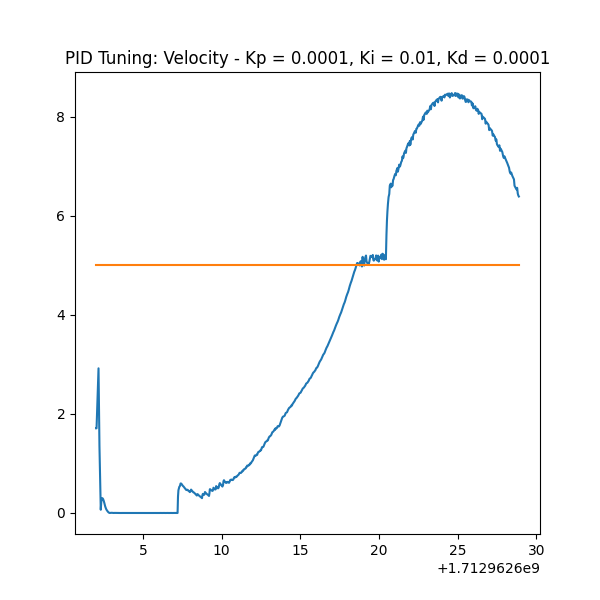 PID Tuning: Velocity - Kp = 0.0001, Ki = 0.01, Kd = 0.0001
8
6
4
2
0
5 10 15 20 25 30
+1.7129626e9